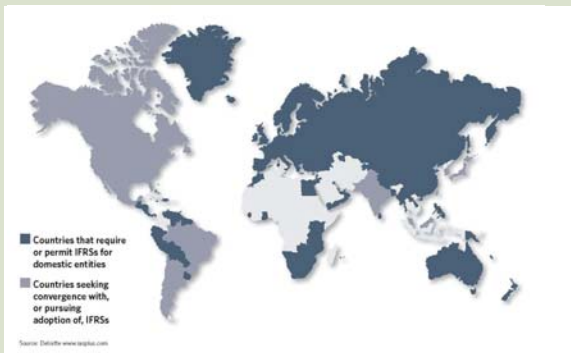 Countries that require
or permit IFRSs for
domestic entities
Countries seeking
convergence with,
or pursuing
adoption of, IFRSs
Source: Deloitte www.iasplus.com